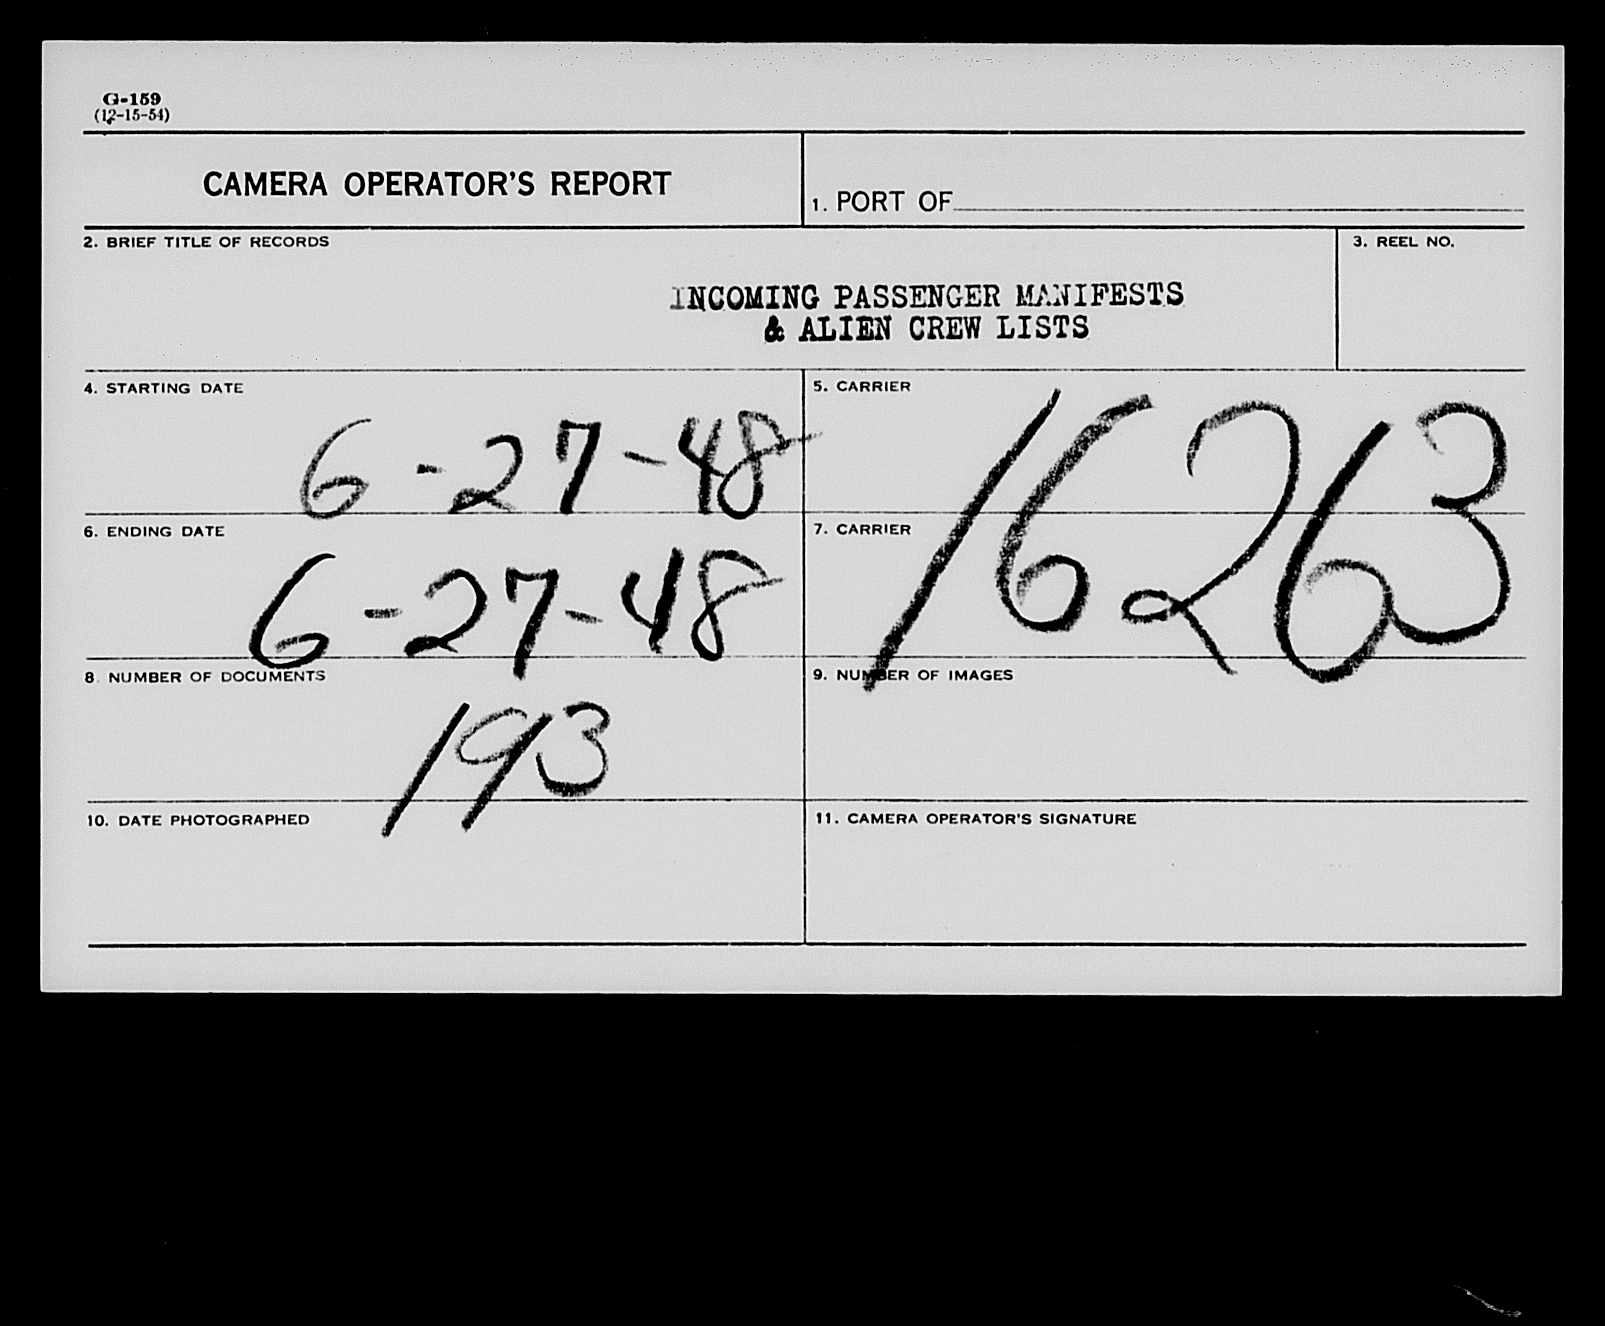 G-159
(12-15-54)
CAMERA OPERATOR'S REPORT
1. PORT OF
2. BRIEF TITLE OF RECORDS
3. REEL NO.
INCOMING PASSENGER MANIFESTS
& ALIEN CREW LISTS
4. STARTING DATE
6-27-48
5. CARRIER
16263
6. ENDING DATE
6-27-48
7. CARRIER
8. NUMBER OF DOCUMENTS
193
9. NUMBER OF IMAGES
10. DATE PHOTOGRAPHED
11. CAMERA OPERATOR'S SIGNATURE